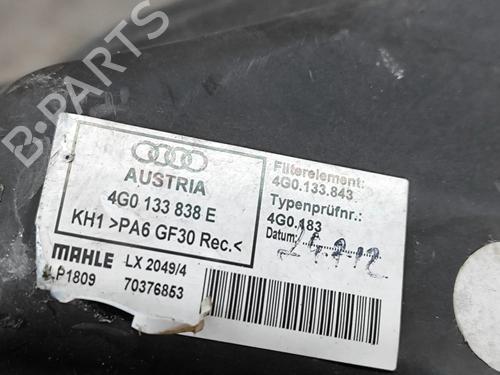 B-PARTS
AUSTRIA
4G0 133 838 E
KH1 >PA6 GF30 Rec.<
Filterelement:
4G0.133.843
Typenprüfnr.:
4G0.183
Datum:
MAHLE
LX 2049/4
P1809
70376853